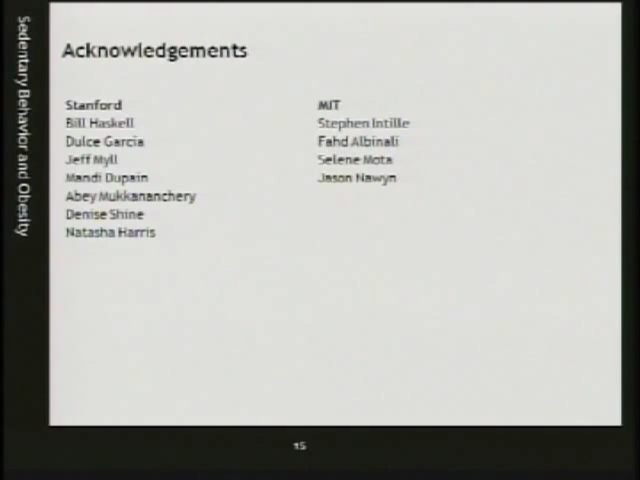 Sedentary Behavior and Obesity
Acknowledgements
Stanford
Bill Haskell
Dulce Garcia
Jeff Myll
Mandi Dupain
Abey Mukkananchery
Denise Shine
Natasha Harris
MIT
Stephen Intille
Fahd Albinali
Selene Mota
Jason Nawyn
15